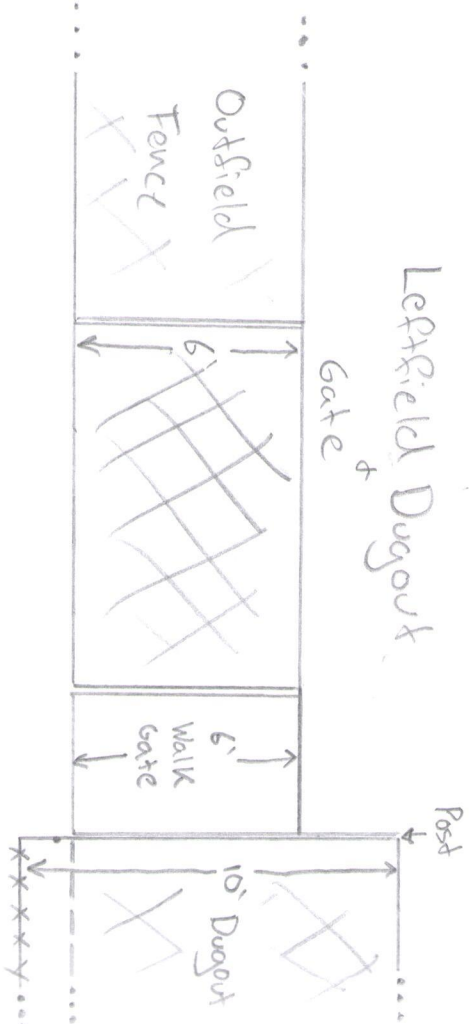 Leftfield Dugout
+
Gate
Post
Outfield
Fence
6'
6'
Walk
Gate
10'
Dugout
X X X X X